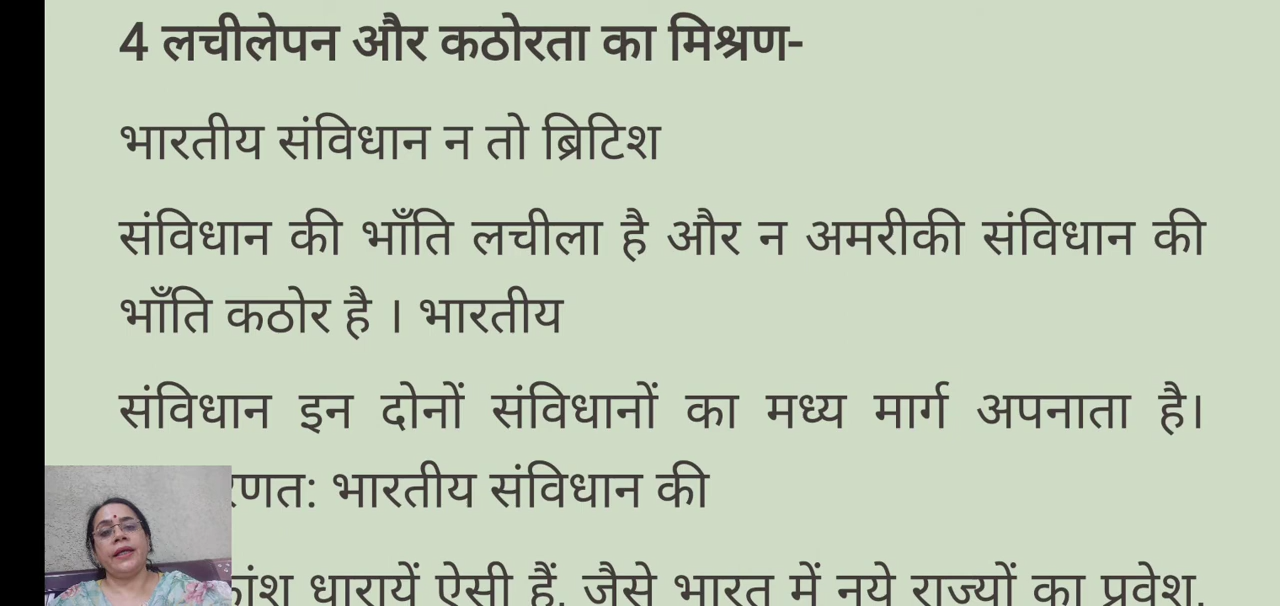 4 लचीलेपन और कठोरता का मिश्रण-
भारतीय संविधान न तो ब्रिटिश
संविधान की भाँति लचीला है और न अमरीकी संविधान की
भाँति कठोर है । भारतीय
संविधान इन दोनों संविधानों का मध्य मार्ग अपनाता है।
भारतीय संविधान की
धारायें ऐसी हैं, जैसे भारत में नये राज्यों का प्रवेश,